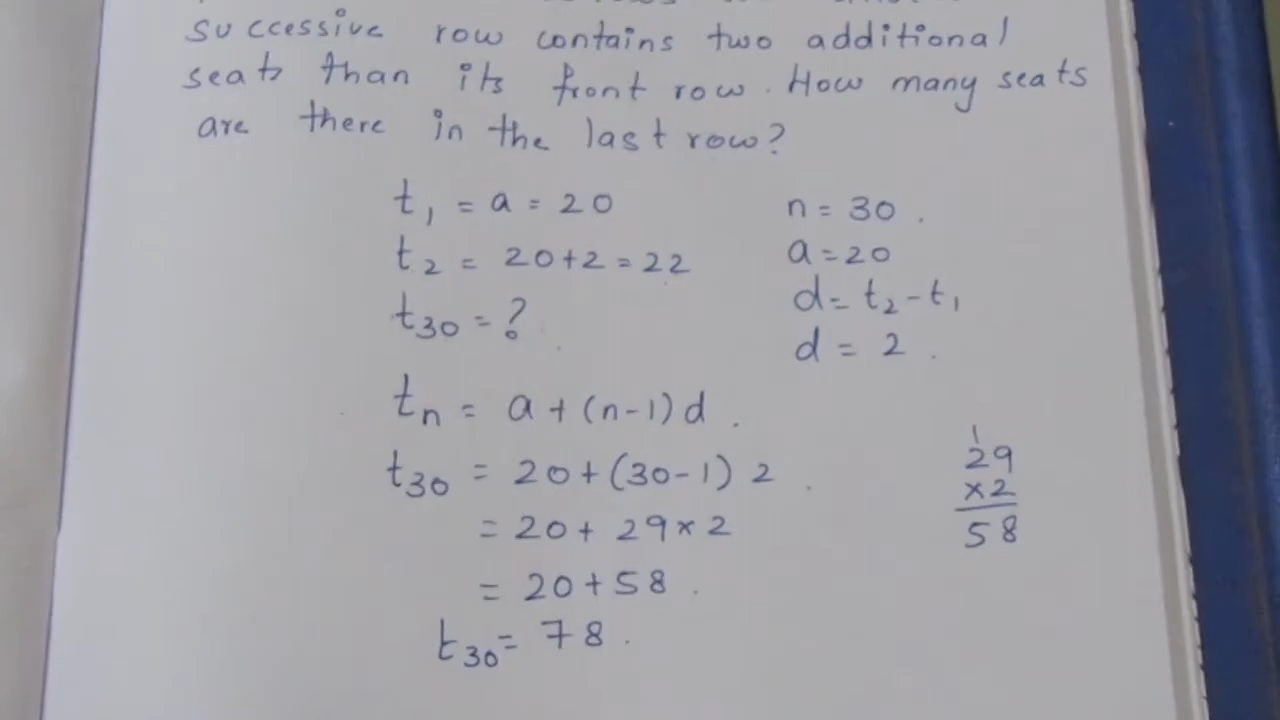 successive row contains two additional
seats than its front row. How many seats
are there in the last row?
t₁ = a = 20
n = 30.
t₂ = 20+2 = 22
a = 20
t₃₀ = ?
d = t₂ - t₁
d = 2.
tₙ = a + (n-1) d.
t₃₀ = 20 + (30-1) 2.
= 20 + 29 × 2
= 20 + 58.
t₃₀ = 78.
1
29
×2
58